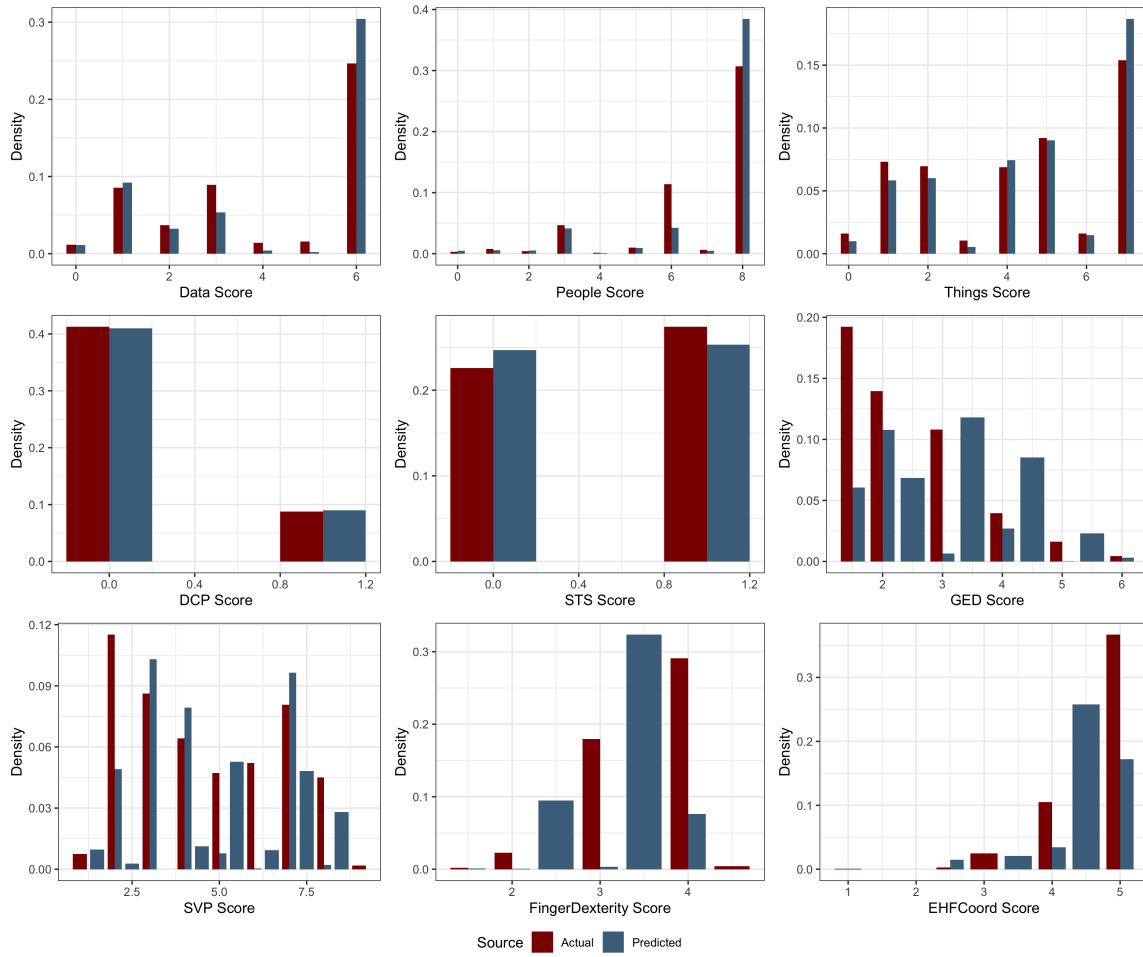 Density
0.3
0.2
0.1
0.0
0 2 4 6
Data Score
Density
0.4
0.3
0.2
0.1
0.0
0 2 4 6 8
People Score
Density
0.15
0.10
0.05
0.00
0 2 4 6
Things Score
Density
0.4
0.3
0.2
0.1
0.0
0.0 0.4 0.8 1.2
DCP Score
Density
0.2
0.1
0.0
0.0 0.4 0.8 1.2
STS Score
Density
0.20
0.15
0.10
0.05
0.00
2 3 4 5 6
GED Score
Density
0.12
0.09
0.06
0.03
0.00
2.5 5.0 7.5
SVP Score
Density
0.3
0.2
0.1
0.0
2 3 4
FingerDexterity Score
Density
0.3
0.2
0.1
0.0
1 2 3 4 5
EHFCoord Score
Source Actual Predicted